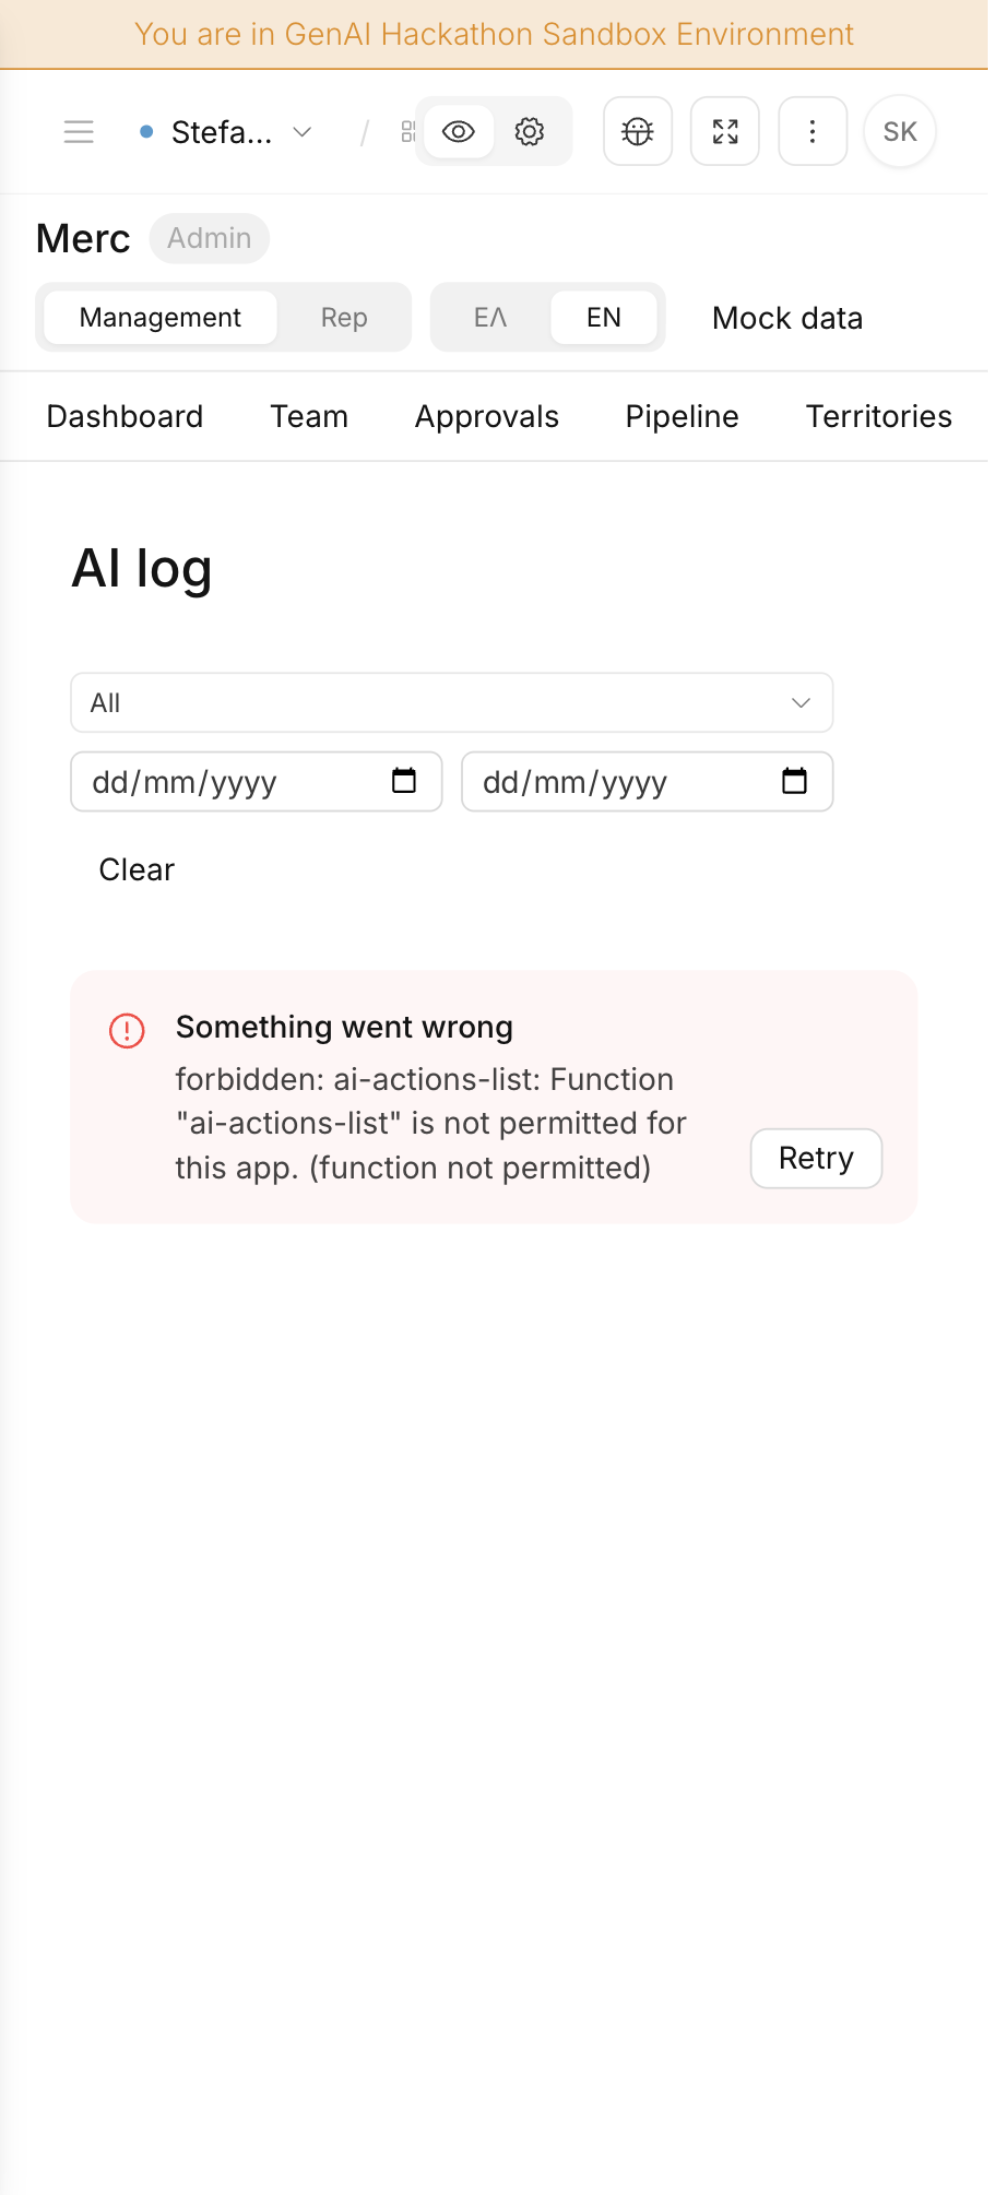 You are in GenAI Hackathon Sandbox Environment
Stefa... / SK
Merc Admin
Management Rep ΕΛ EN Mock data
Dashboard Team Approvals Pipeline Territories
AI log
All
dd/mm/yyyy dd/mm/yyyy
Clear
Something went wrong
forbidden: ai-actions-list: Function
"ai-actions-list" is not permitted for
this app. (function not permitted)
Retry